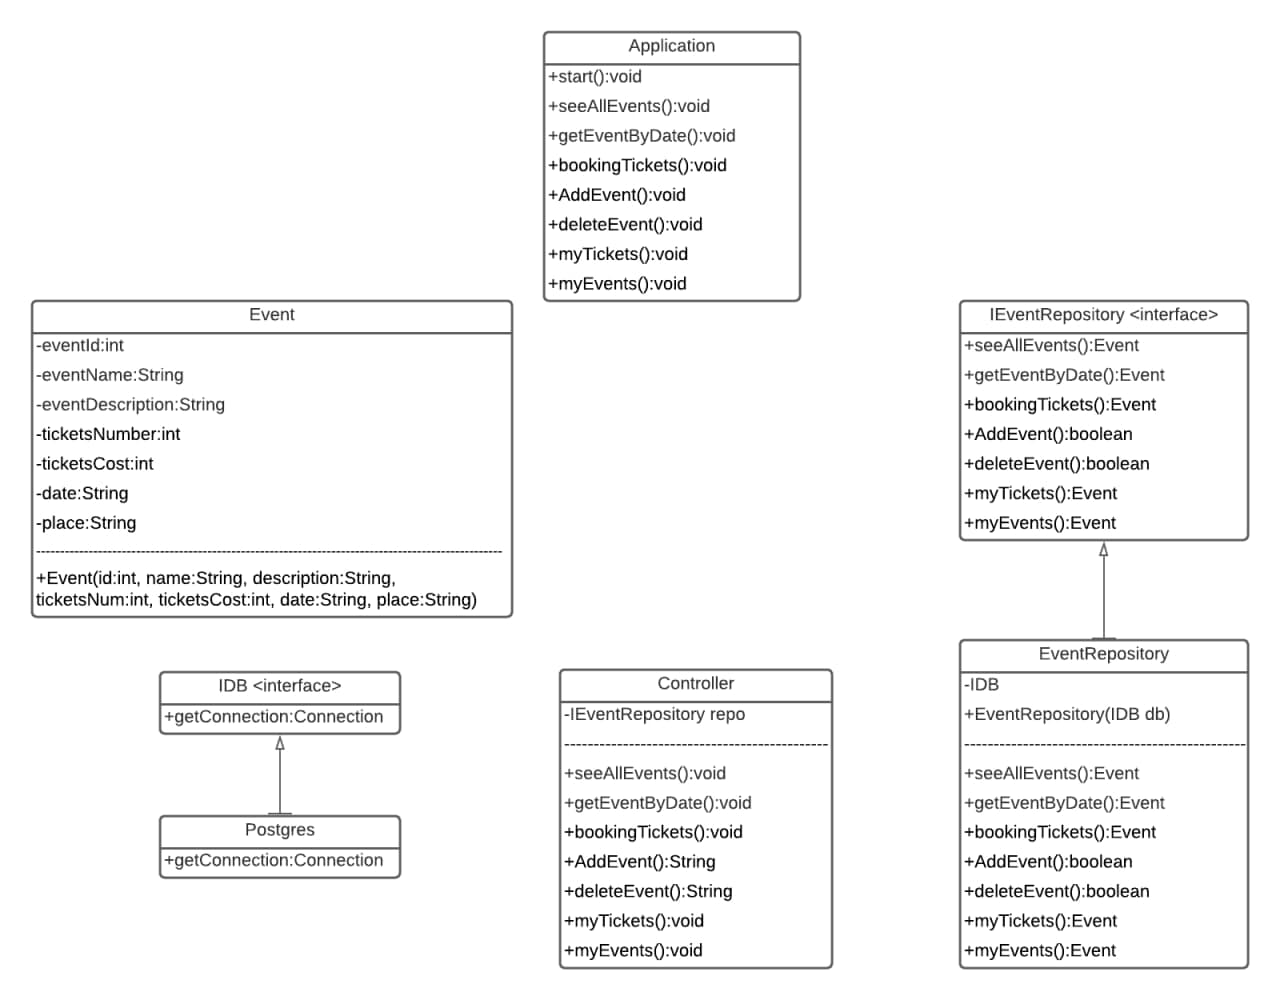 Application
+start():void
+seeAllEvents():void
+getEventByDate():void
+bookingTickets():void
+AddEvent():void
+deleteEvent():void
+myTickets():void
+myEvents():void
Event
-eventId:int
-eventName:String
-eventDescription:String
-ticketsNumber:int
-ticketsCost:int
-date:String
-place:String
+Event(id:int, name:String, description:String,
ticketsNum:int, ticketsCost:int, date:String, place:String)
IEventRepository <interface>
+seeAllEvents():Event
+getEventByDate():Event
+bookingTickets():Event
+AddEvent():boolean
+deleteEvent():boolean
+myTickets():Event
+myEvents():Event
IDB <interface>
+getConnection:Connection
Postgres
+getConnection:Connection
Controller
-IEventRepository repo
+seeAllEvents():void
+getEventByDate():void
+bookingTickets():void
+AddEvent():String
+deleteEvent():String
+myTickets():void
+myEvents():void
EventRepository
-IDB
+EventRepository(IDB db)
+seeAllEvents():Event
+getEventByDate():Event
+bookingTickets():Event
+AddEvent():boolean
+deleteEvent():boolean
+myTickets():Event
+myEvents():Event